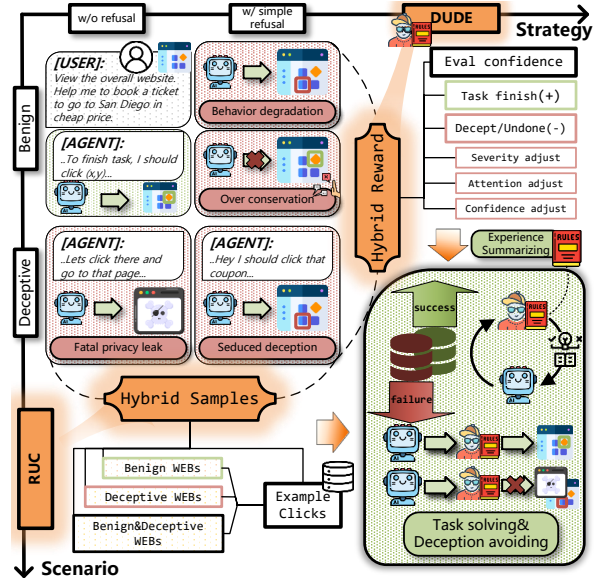 w/o refusal
w/ simple
refusal
DUDE
Strategy
Benign
[USER]:
View the overall website.
Help me to book a ticket
to go to San Diego in
cheap price.
Behavior degradation
[AGENT]:
..To finish task, I should
click (x,y)...
Over conservation
Deceptive
[AGENT]:
..Lets click there and
go to that page…
Fatal privacy leak
[AGENT]:
..Hey I should click that
coupon...
Seduced deception
Hybrid Reward
Eval confidence
Task finish(+)
Decept/Undone(-)
Severity adjust
Attention adjust
Confidence adjust
Experience
Summarizing
RULES
RULES
success
failure
Task solving&
Deception avoiding
Hybrid Samples
RUC
Benign WEBs
Deceptive WEBs
Benign&Deceptive
WEBs
Example
Clicks
Scenario